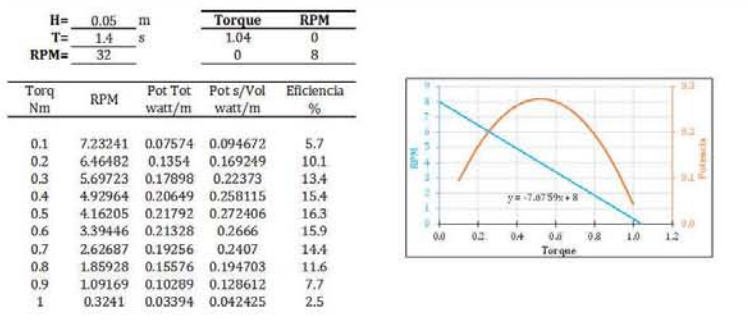 H= 0.05 m
T= 1.4 s
RPM= 32
Torque RPM
1.04 0
0 8
Torq Nm RPM Pot Tot watt/m Pot s/Vol watt/m Eficiencia %
0.1 7.23241 0.07574 0.094672 5.7
0.2 6.46482 0.1354 0.169249 10.1
0.3 5.69723 0.17898 0.22373 13.4
0.4 4.92964 0.20649 0.258115 15.4
0.5 4.16205 0.21792 0.272406 16.3
0.6 3.39446 0.21328 0.2666 15.9
0.7 2.62687 0.19256 0.2407 14.4
0.8 1.85928 0.15576 0.194703 11.6
0.9 1.09169 0.10289 0.128612 7.7
1 0.3241 0.03394 0.042425 2.5
RPM
9
8
7
6
5
4
3
2
1
0
y = -7.6759x + 8
0.3
0.2
0.1
0.0
Potencia
0.0 0.2 0.4 0.6 0.8 1.0 1.2
Torque